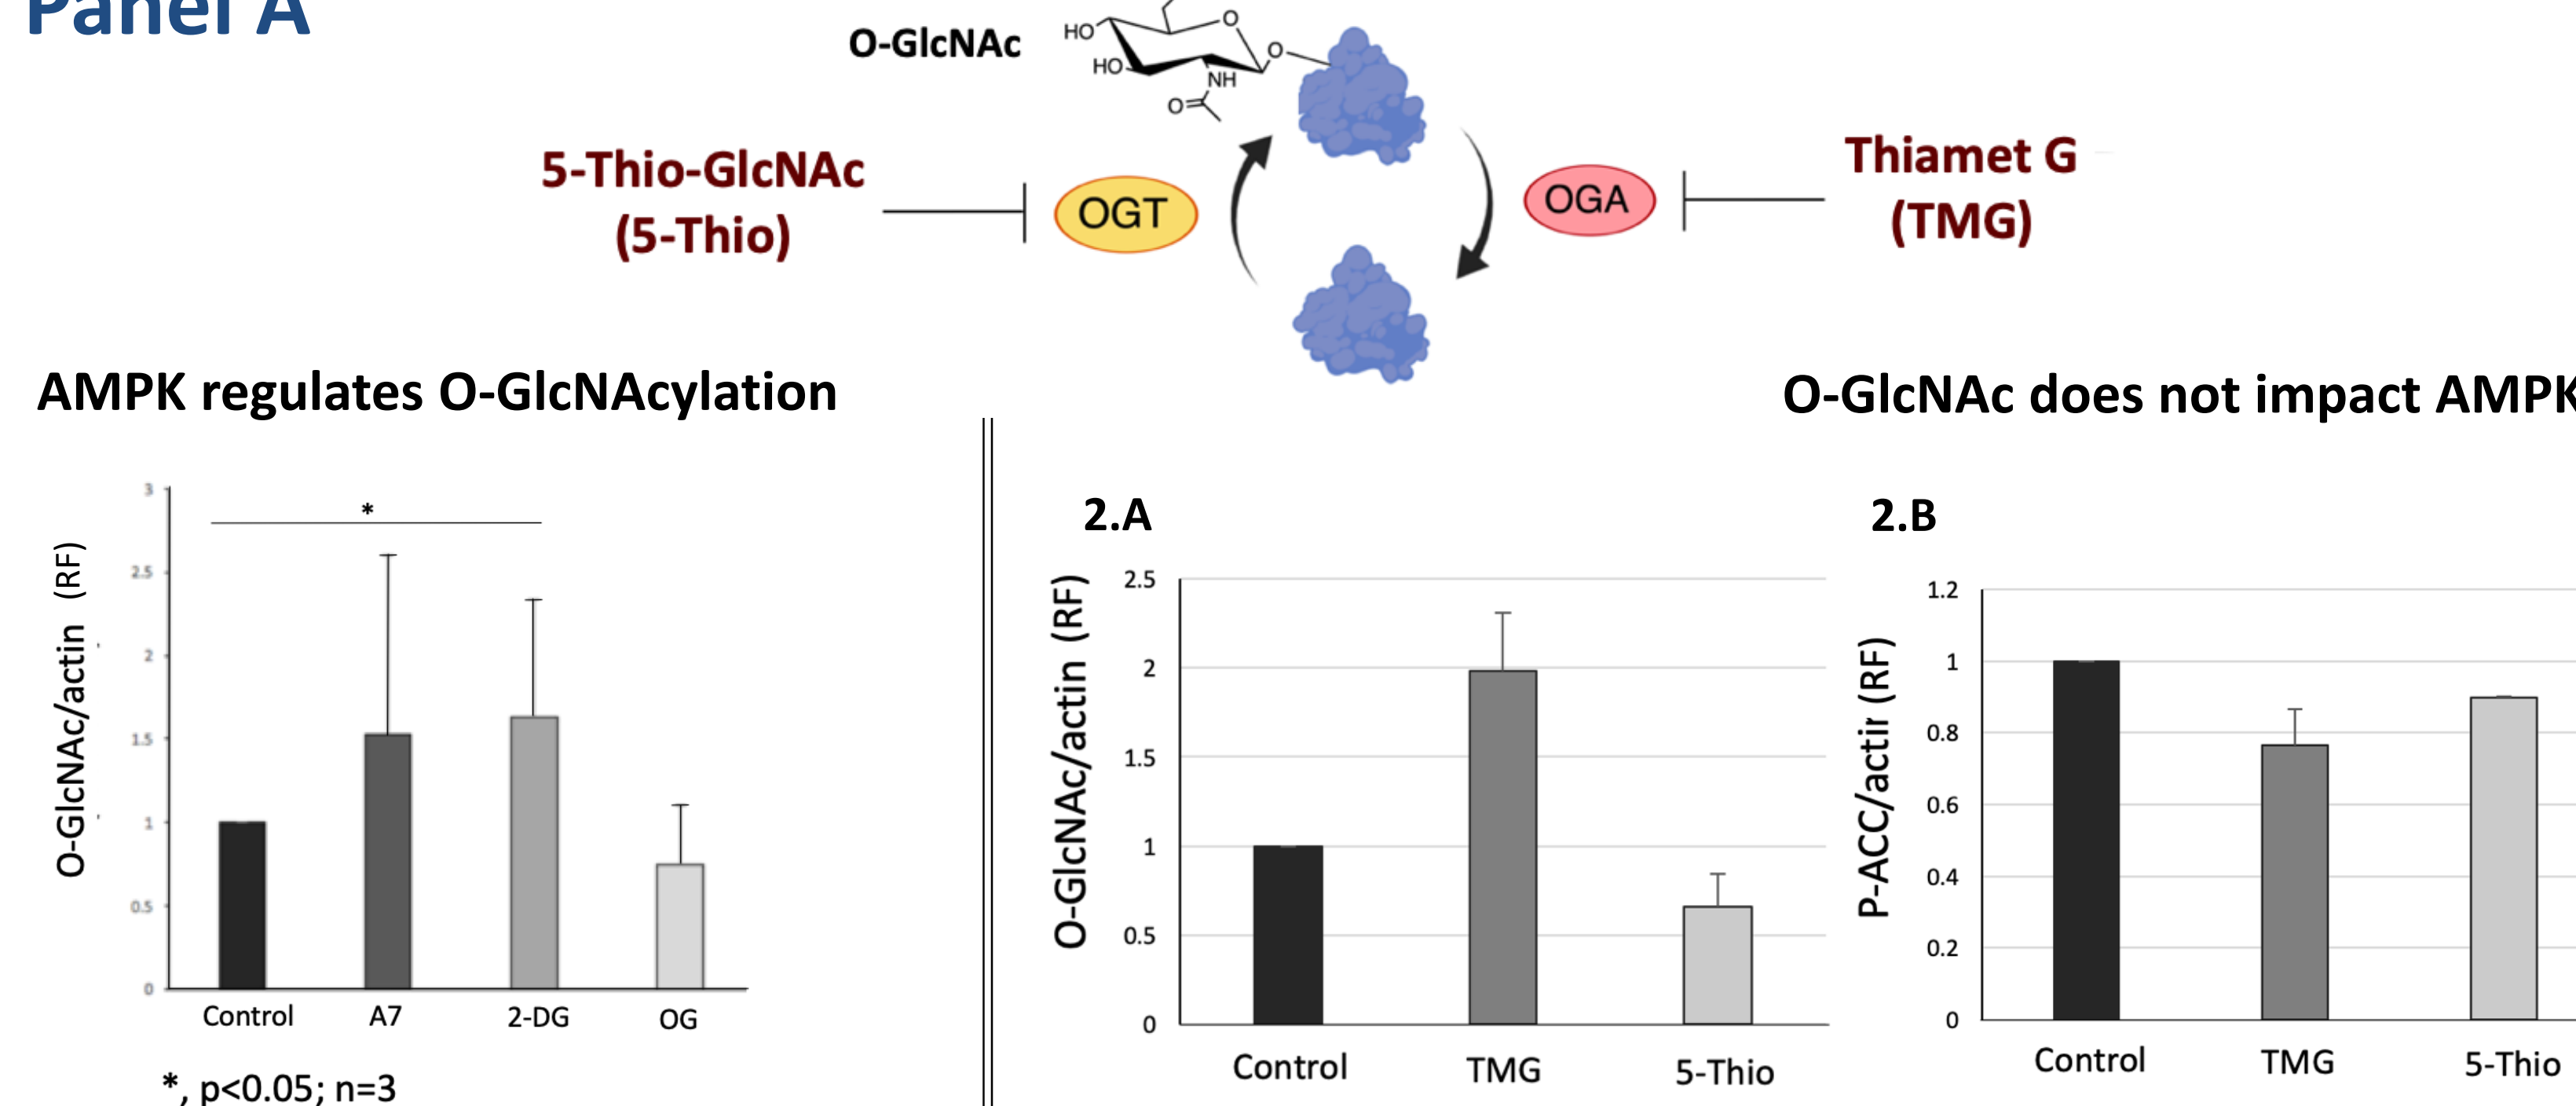 Panel A
O-GlcNAc
HO
HO
O
O
NH
O
5-Thio-GlcNAc
(5-Thio)
OGT
OGA
Thiamet G
(TMG)
AMPK regulates O-GlcNAcylation
O-GlcNAc does not impact AMPK
O-GlcNAc/actin (RF)
3
2.5
2
1.5
1
0.5
0
*
Control A7 2-DG OG
*, p<0.05; n=3
2.A
O-GlcNAc/actin (RF)
2.5
2
1.5
1
0.5
0
Control TMG 5-Thio
2.B
P-ACC/actir (RF)
1.2
1
0.8
0.6
0.4
0.2
0
Control TMG 5-Thio